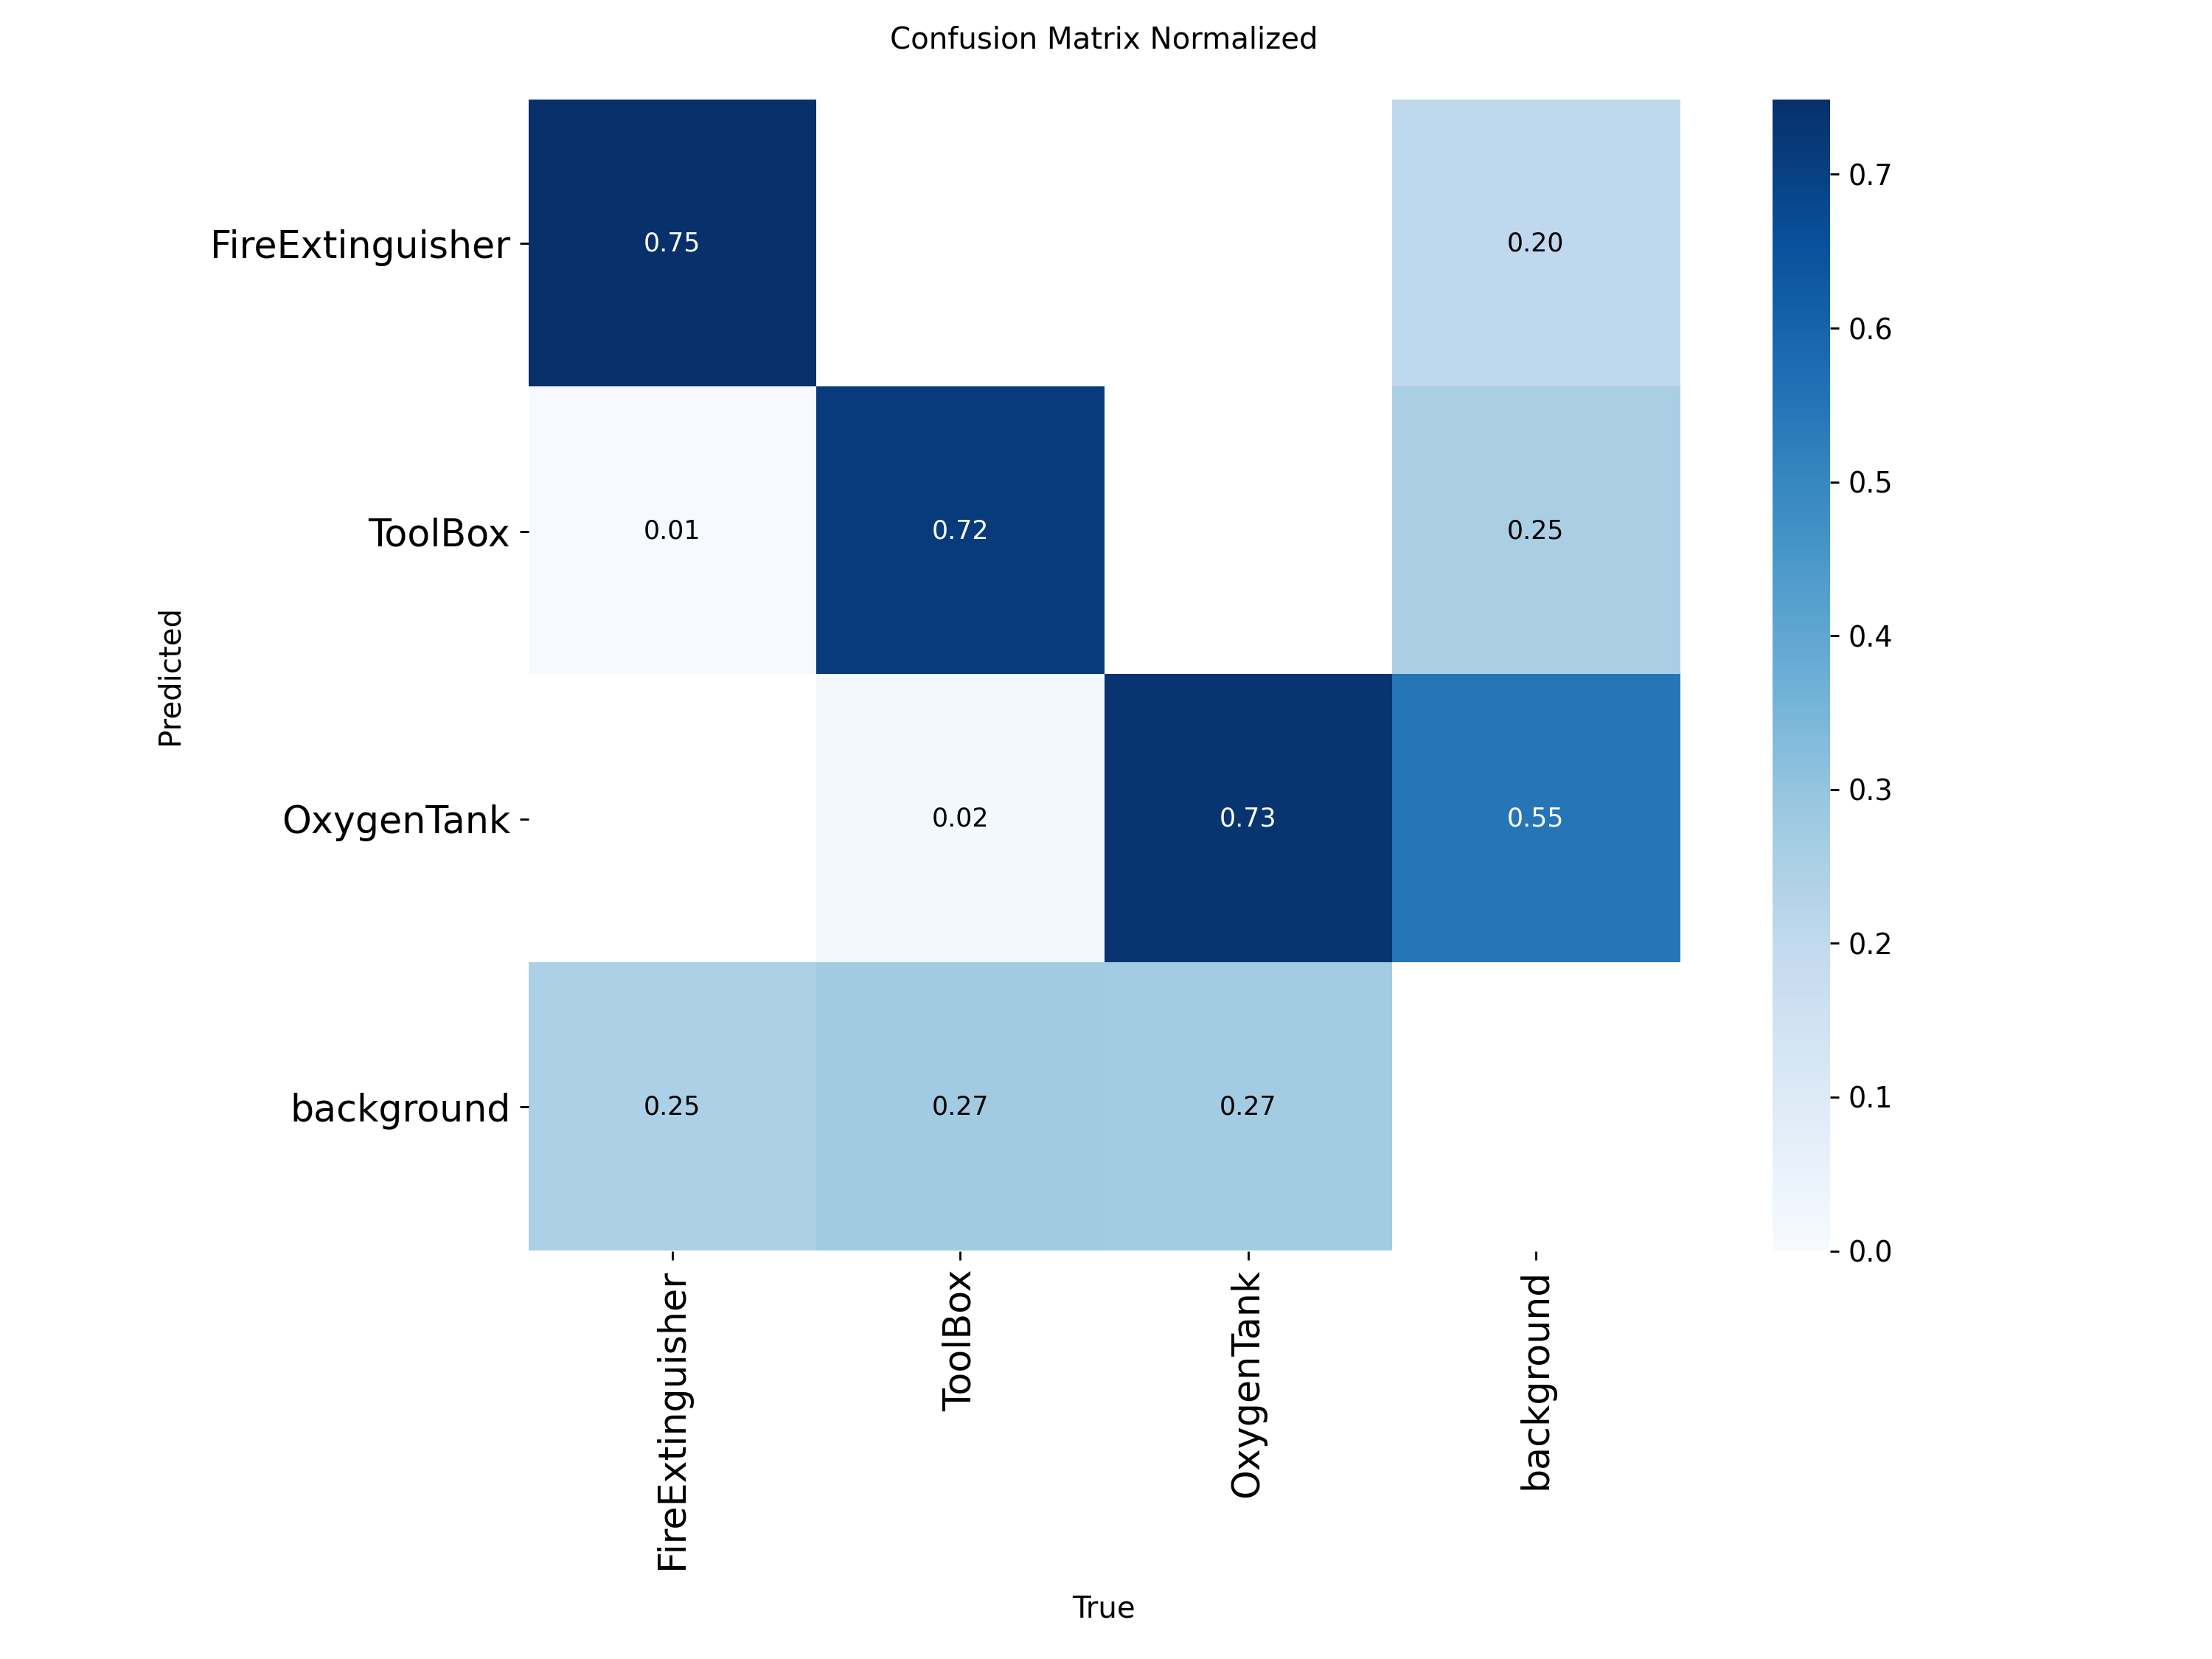 Confusion Matrix Normalized
FireExtinguisher
0.75
0.20
ToolBox
0.01
0.72
0.25
OxygenTank
0.02
0.73
0.55
background
0.25
0.27
0.27
Predicted
FireExtinguisher
ToolBox
OxygenTank
background
True
0.7
0.6
0.5
0.4
0.3
0.2
0.1
0.0